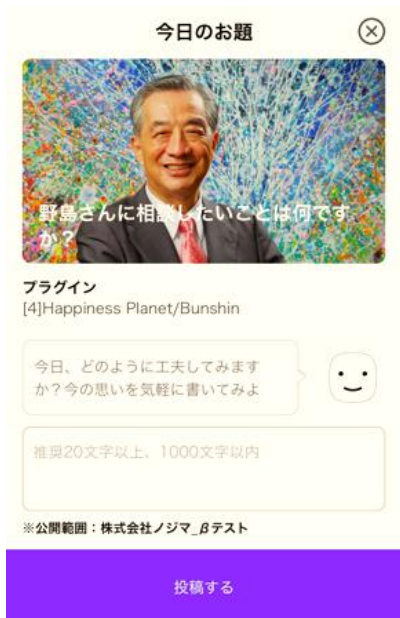 今日のお題
野島さんに相談したいことは何です
か？
プラグイン
[4]Happiness Planet/Bunshin
今日、どのように工夫してみます
か？今の思いを気軽に書いてみよ
推奨20文字以上、1000文字以内
※公開範囲：株式会社ノジマ_βテスト
投稿する